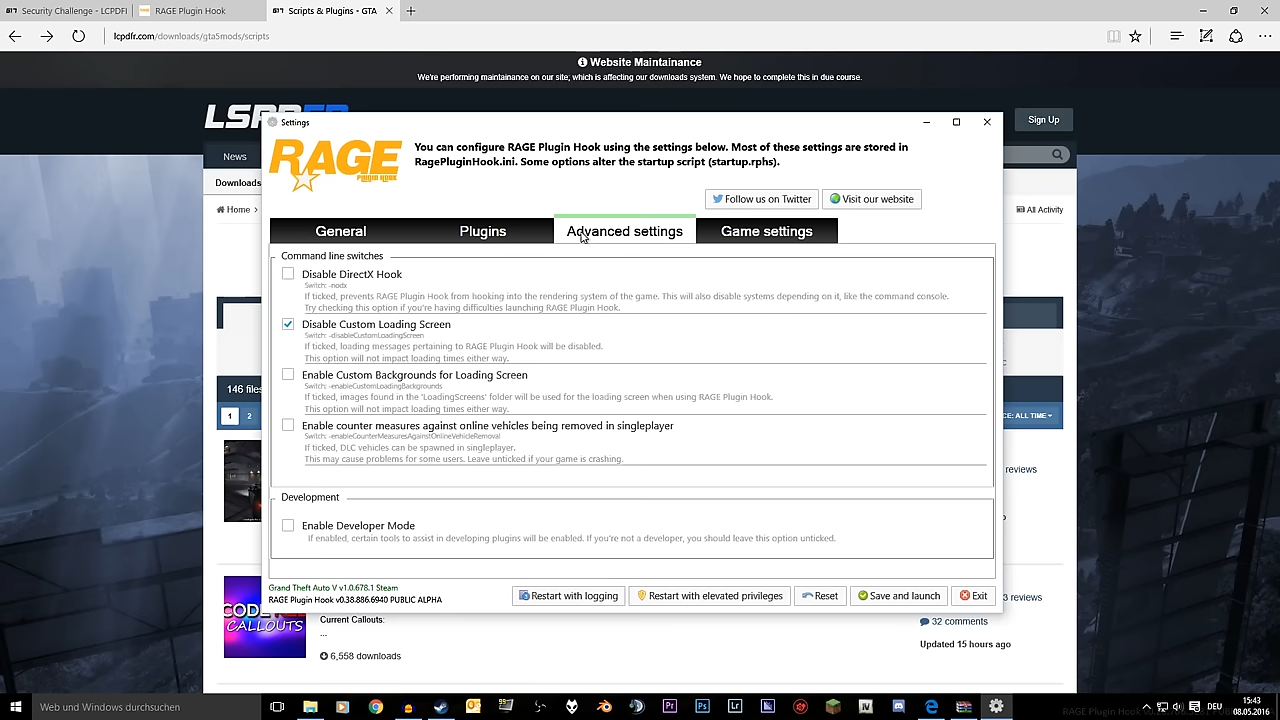 Security Challenge - LCPDFI
RAGE Plugin Hook
Scripts & Plugins - GTA
lcpdfr.com/downloads/gta5mods/scripts
Website Maintainance
We're performing maintainance on our site, which is affecting our downloads system. We hope to complete this in due course.
Sign Up
News
Downloads
Home
All Activity
Settings
RAGE
PLUGIN HOOK
You can configure RAGE Plugin Hook using the settings below. Most of these settings are stored in
RagePluginHook.ini. Some options alter the startup script (startup.rphs).
Follow us on Twitter
Visit our website
General
Plugins
Advanced settings
Game settings
Command line switches
Disable DirectX Hook
Switch: -nodx
If ticked, prevents RAGE Plugin Hook from hooking into the rendering system of the game. This will also disable systems depending on it, like the command console.
Try checking this option if you're having difficulties launching RAGE Plugin Hook.
Disable Custom Loading Screen
Switch: -disableCustomLoadingScreen
If ticked, loading messages pertaining to RAGE Plugin Hook will be disabled.
This option will not impact loading times either way.
Enable Custom Backgrounds for Loading Screen
Switch: -enableCustomLoadingBackgrounds
If ticked, images found in the 'LoadingScreens' folder will be used for the loading screen when using RAGE Plugin Hook.
This option will not impact loading times either way.
Enable counter measures against online vehicles being removed in singleplayer
Switch: -enableCounterMeasuresAgainstOnlineVehicleRemoval
If ticked, DLC vehicles can be spawned in singleplayer.
This may cause problems for some users. Leave unticked if your game is crashing.
Development
Enable Developer Mode
If enabled, certain tools to assist in developing plugins will be enabled. If you're not a developer, you should leave this option unticked.
Grand Theft Auto V v1.0.678.1 Steam
RAGE Plugin Hook v0.38.886.6940 PUBLIC ALPHA
Restart with logging
Restart with elevated privileges
Reset
Save and launch
Exit
146 files
1 2
CE: ALL TIME
reviews
3 reviews
CALLOUTS
Current Callouts:
...
6,558 downloads
32 comments
Updated 15 hours ago
Web und Windows durchsuchen
DEU
15:43
08.05.2016